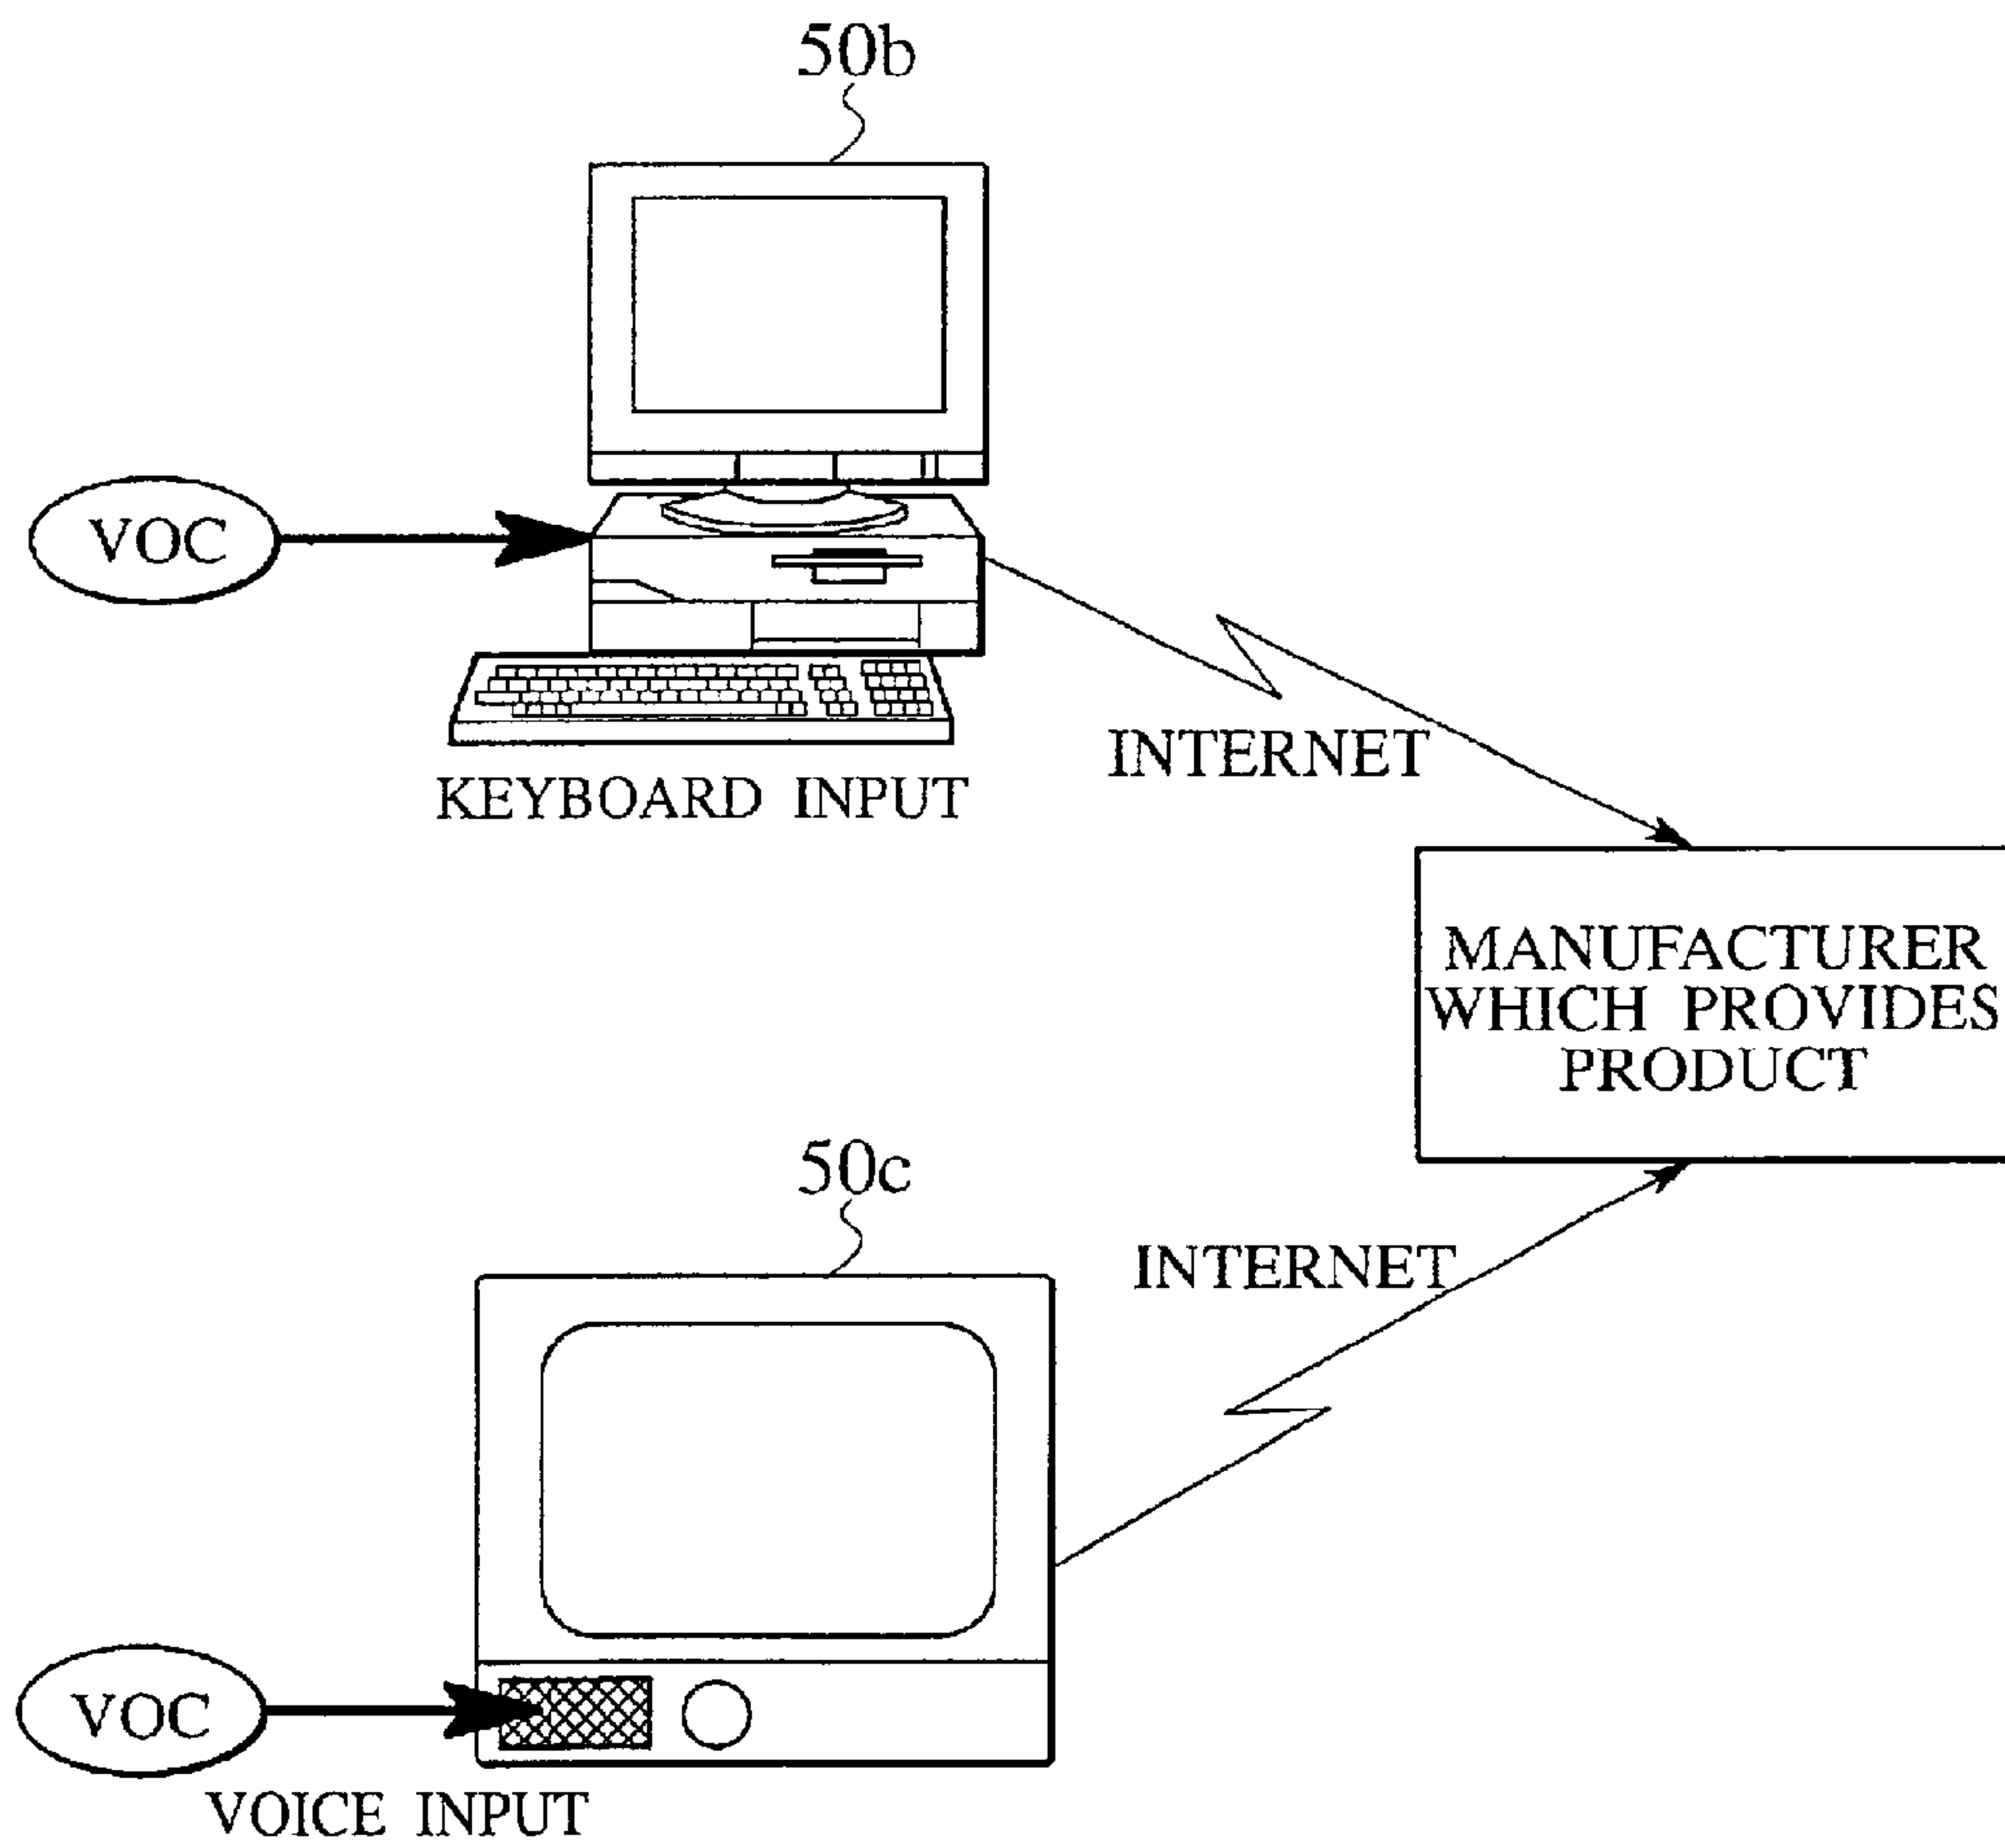 50b
VOC
KEYBOARD INPUT
INTERNET
MANUFACTURER
WHICH PROVIDES
PRODUCT
50c
INTERNET
VOC
VOICE INPUT